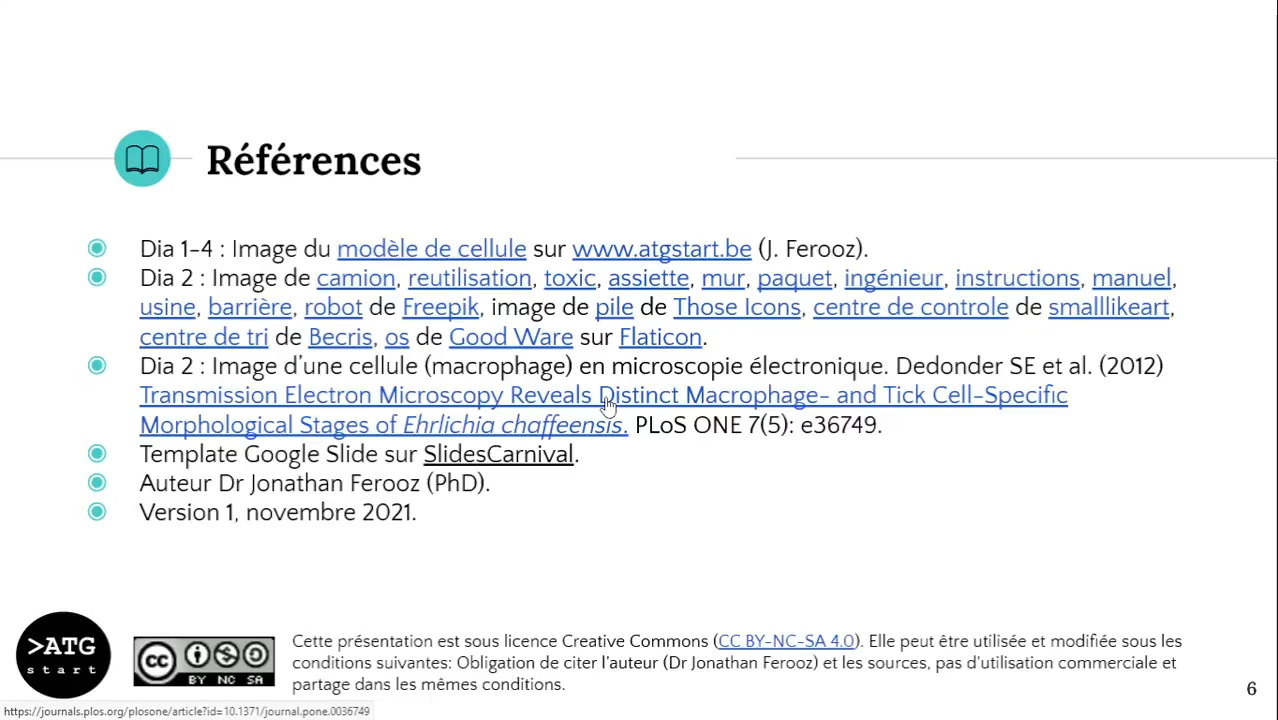 Références
Dia 1-4 : Image du modèle de cellule sur www.atgstart.be (J. Ferooz).
Dia 2 : Image de camion, reutilisation, toxic, assiette, mur, paquet, ingénieur, instructions, manuel,
usine, barrière, robot de Freepik, image de pile de Those Icons, centre de controle de smalllikeart,
centre de tri de Becris, os de Good Ware sur Flaticon.
Dia 2 : Image d'une cellule (macrophage) en microscopie électronique. Dedonder SE et al. (2012)
Transmission Electron Microscopy Reveals Distinct Macrophage- and Tick Cell-Specific
Morphological Stages of Ehrlichia chaffeensis. PLoS ONE 7(5): e36749.
Template Google Slide sur SlidesCarnival.
Auteur Dr Jonathan Ferooz (PhD).
Version 1, novembre 2021.
>ATG
start
cc BY NC SA
Cette présentation est sous licence Creative Commons (CC BY-NC-SA 4.0). Elle peut être utilisée et modifiée sous les
conditions suivantes: Obligation de citer l'auteur (Dr Jonathan Ferooz) et les sources, pas d'utilisation commerciale et
partage dans les mêmes conditions.
6
https://journals.plos.org/plosone/article?id=10.1371/journal.pone.0036749